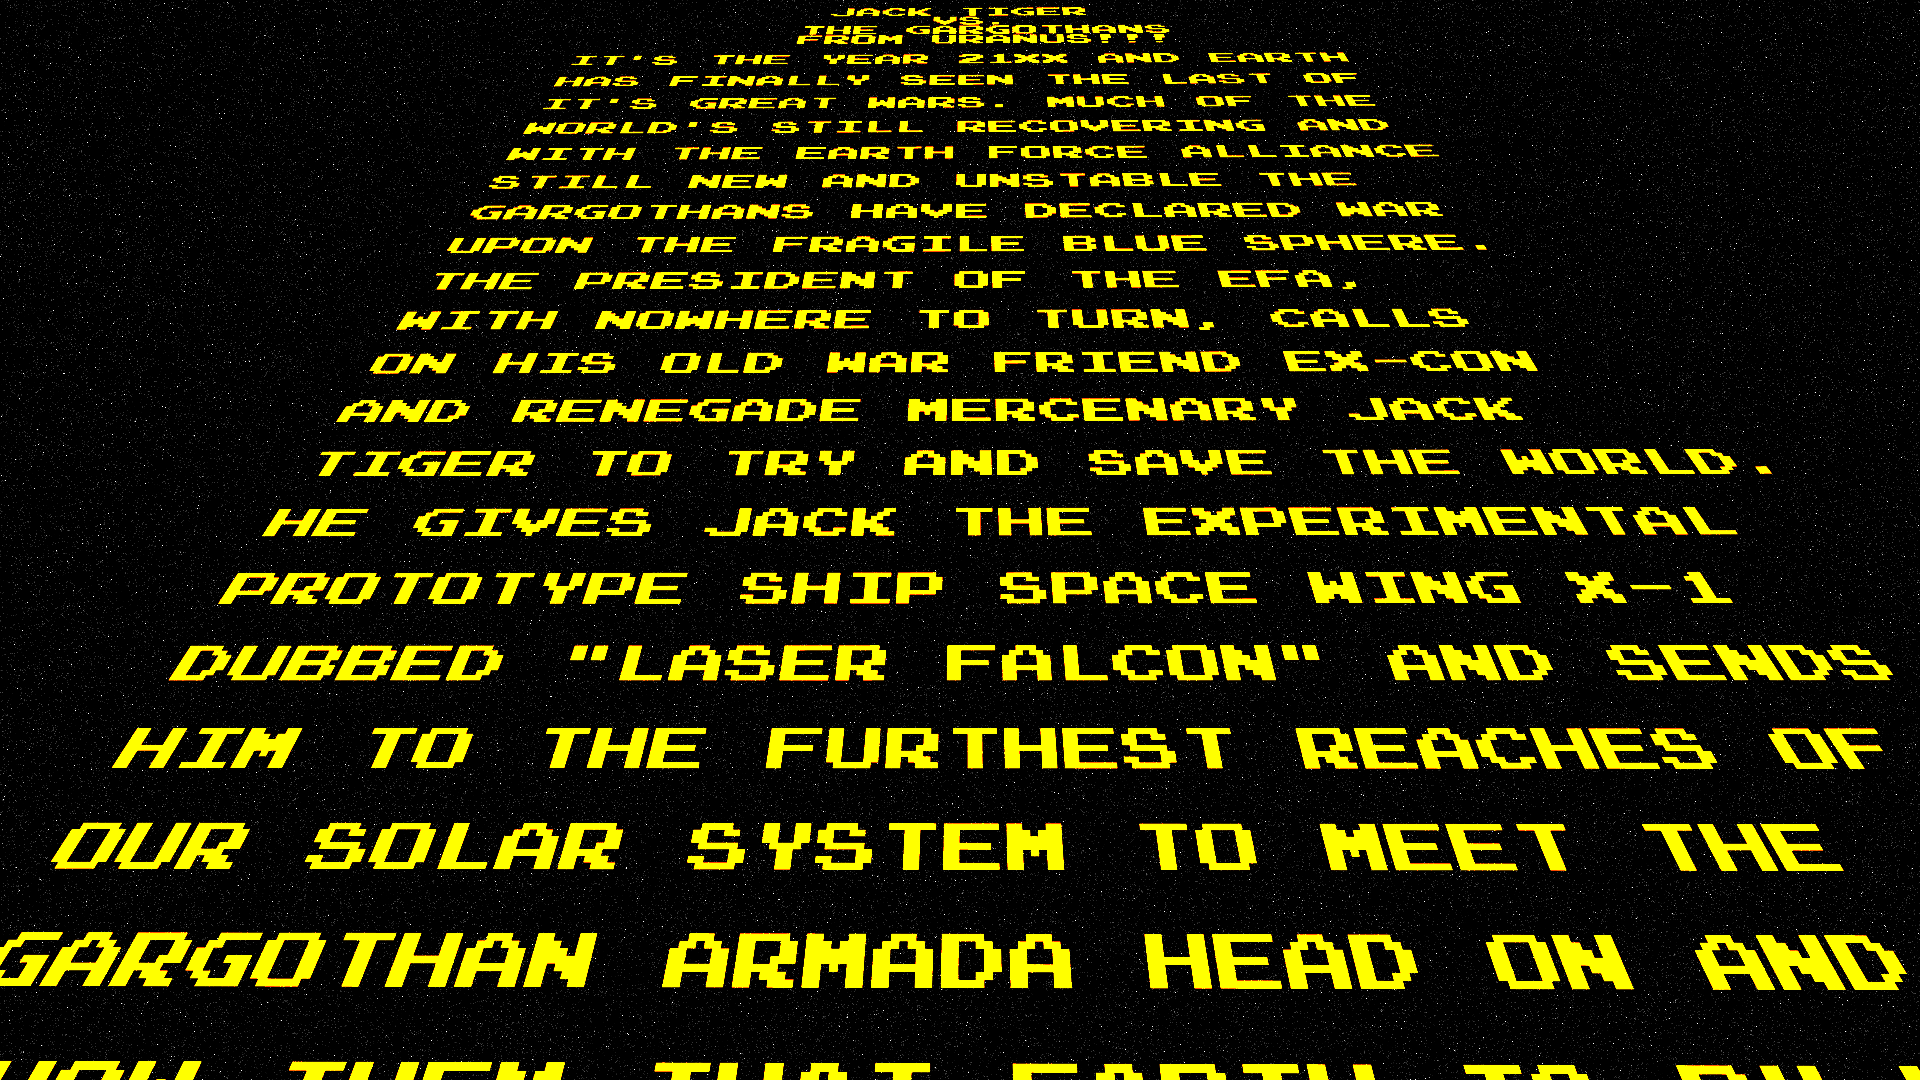 JACK TIGER
VS.
THE GARGOTHANS
FROM URANUS!!!
IT'S THE YEAR 21XX AND EARTH
HAS FINALLY SEEN THE LAST OF
IT'S GREAT WARS. MUCH OF THE
WORLD'S STILL RECOVERING AND
WITH THE EARTH FORCE ALLIANCE
STILL NEW AND UNSTABLE THE
GARGOTHANS HAVE DECLARED WAR
UPON THE FRAGILE BLUE SPHERE.
THE PRESIDENT OF THE EFA,
WITH NOWHERE TO TURN, CALLS
ON HIS OLD WAR FRIEND EX-CON
AND RENEGADE MERCENARY JACK
TIGER TO TRY AND SAVE THE WORLD.
HE GIVES JACK THE EXPERIMENTAL
PROTOTYPE SHIP SPACE WING X-1
DUBBED "LASER FALCON" AND SENDS
HIM TO THE FURTHEST REACHES OF
OUR SOLAR SYSTEM TO MEET THE
GARGOTHAN ARMADA HEAD ON AND
THEM THAT EARTH